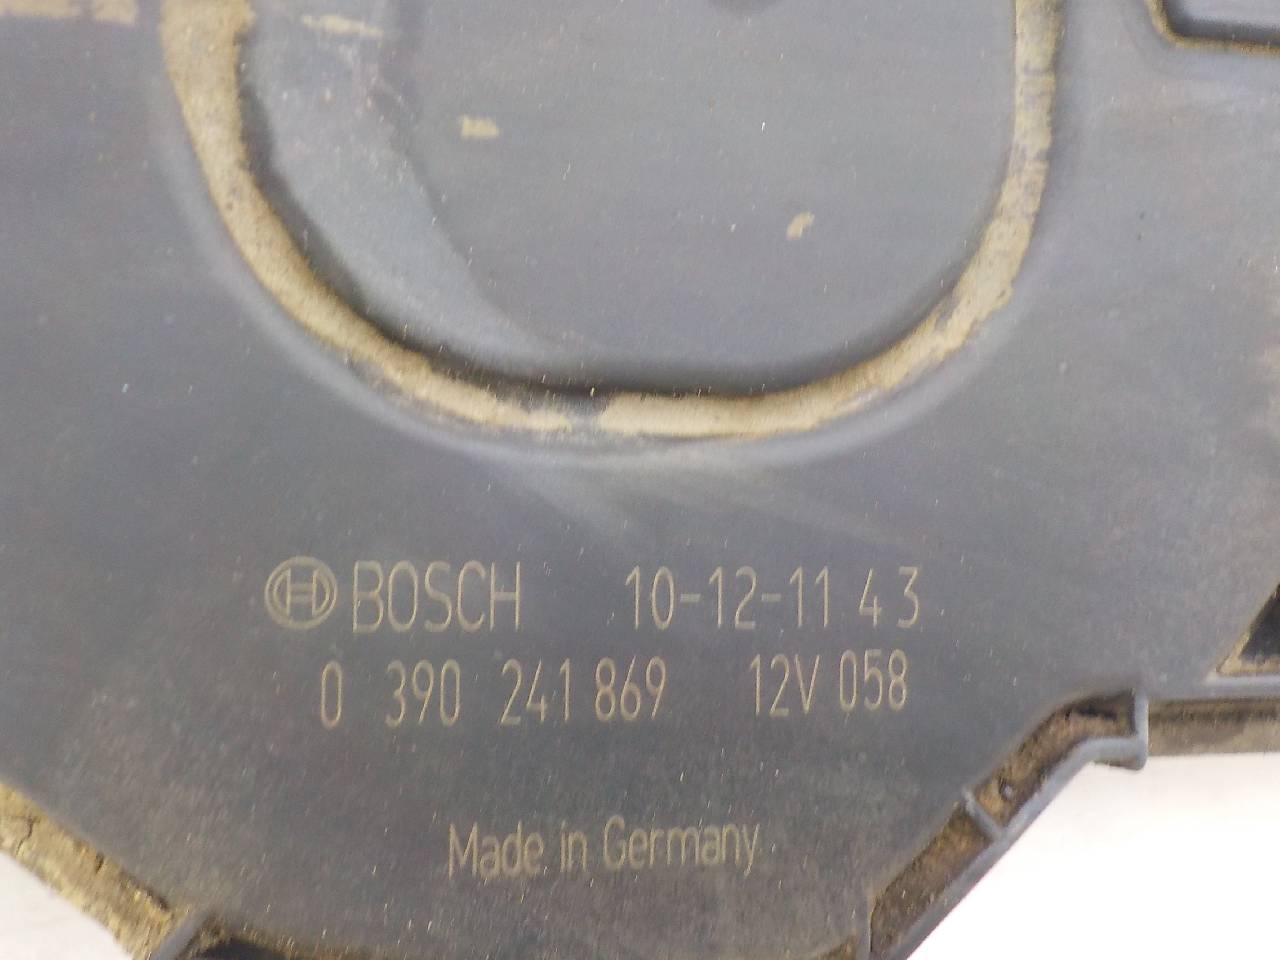 BOSCH 10-12-11 43
0 390 241 869 12V 058
Made in Germany